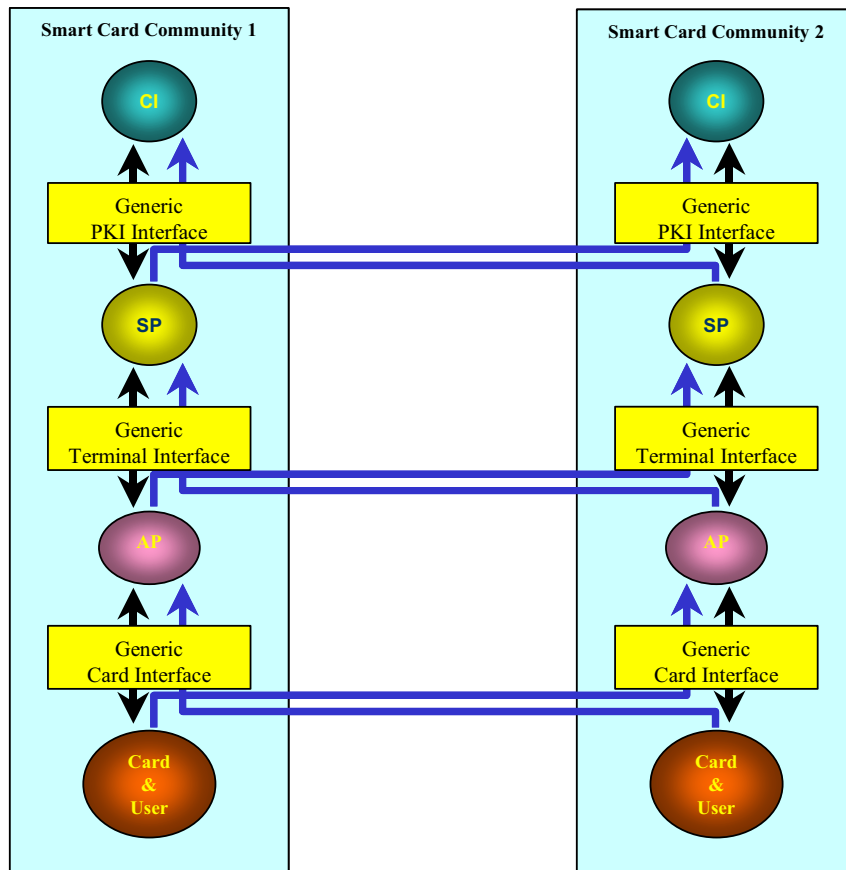 Smart Card Community 1
CI
Generic
PKI Interface
SP
Generic
Terminal Interface
AP
Generic
Card Interface
Card
&
User
Smart Card Community 2
CI
Generic
PKI Interface
SP
Generic
Terminal Interface
AP
Generic
Card Interface
Card
&
User